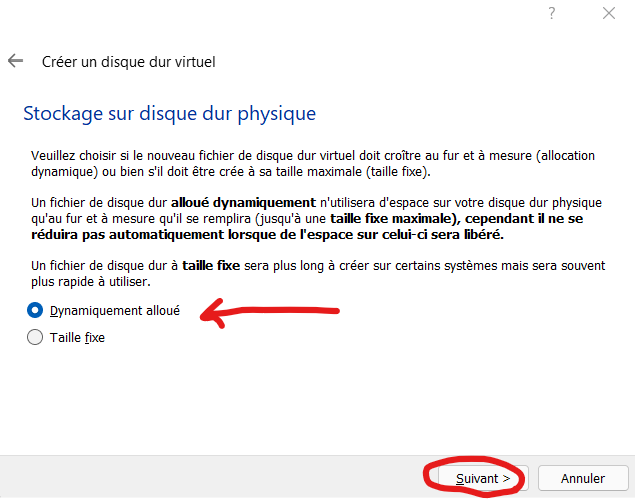 ?
Créer un disque dur virtuel
Stockage sur disque dur physique
Veuillez choisir si le nouveau fichier de disque dur virtuel doit croître au fur et à mesure (allocation
dynamique) ou bien s'il doit être crée à sa taille maximale (taille fixe).
Un fichier de disque dur alloué dynamiquement n'utilisera d'espace sur votre disque dur physique
qu'au fur et à mesure qu'il se remplira (jusqu'à une taille fixe maximale), cependant il ne se
réduira pas automatiquement lorsque de l'espace sur celui-ci sera libéré.
Un fichier de disque dur à taille fixe sera plus long à créer sur certains systèmes mais sera souvent
plus rapide à utiliser.
Dynamiquement alloué
Taille fixe
Suivant > Annuler